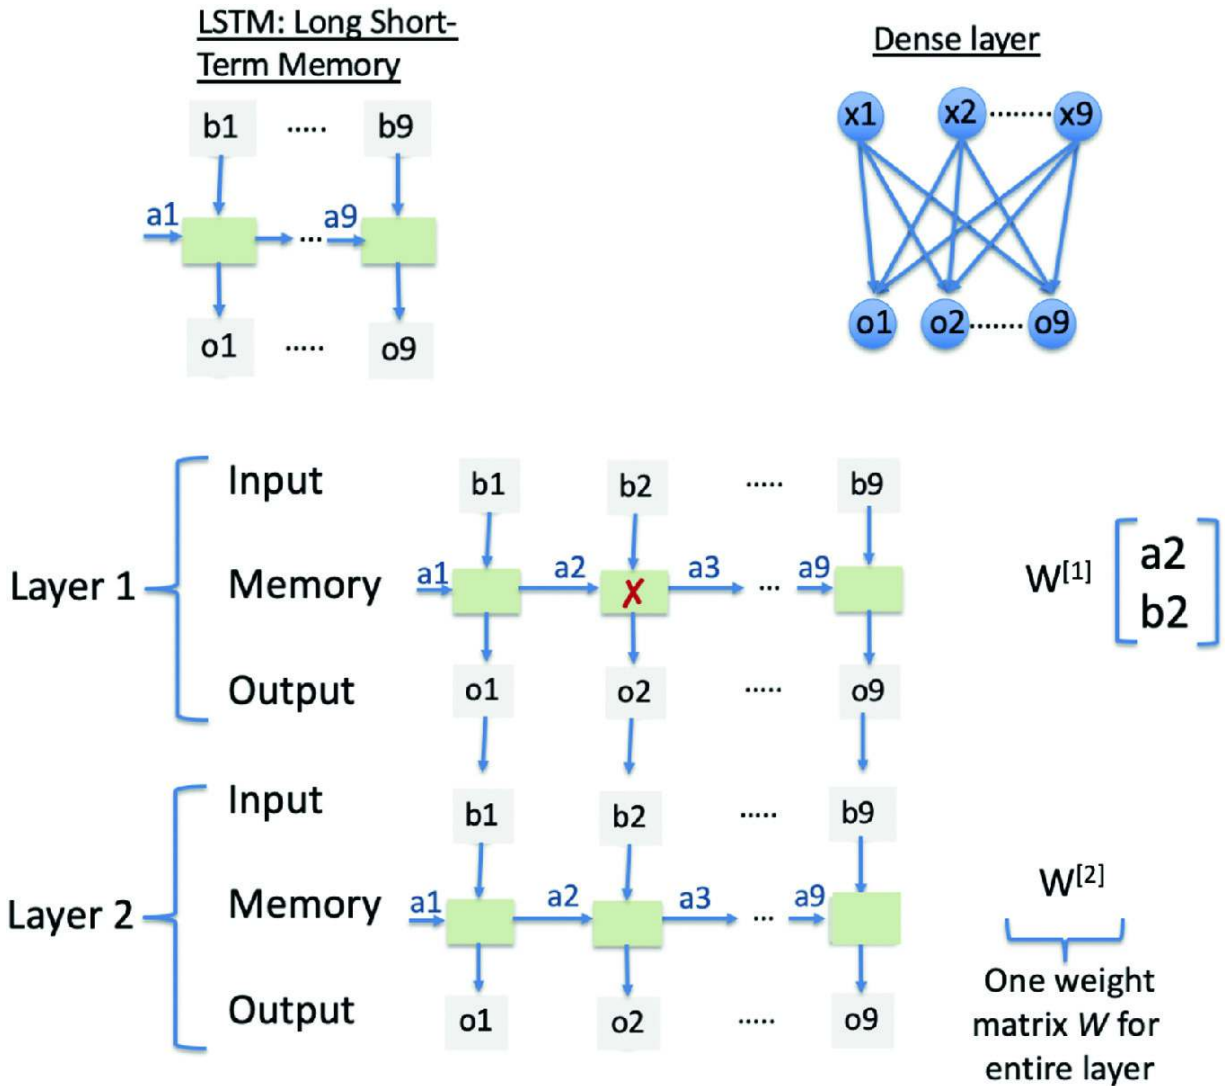 LSTM: Long Short-
Term Memory
b1 ..... b9
a1 ... a9
o1 ..... o9
Dense layer
x1 x2 ........ x9
o1 o2 ....... o9
Layer 1
Input
b1 b2 ..... b9
Memory
a1 a2 X a3 ... a9
Output
o1 o2 ..... o9
W[1] a2
b2
Layer 2
Input
b1 b2 ..... b9
Memory
a1 a2 a3 ... a9
Output
o1 o2 ..... o9
W[2]
One weight
matrix W for
entire layer